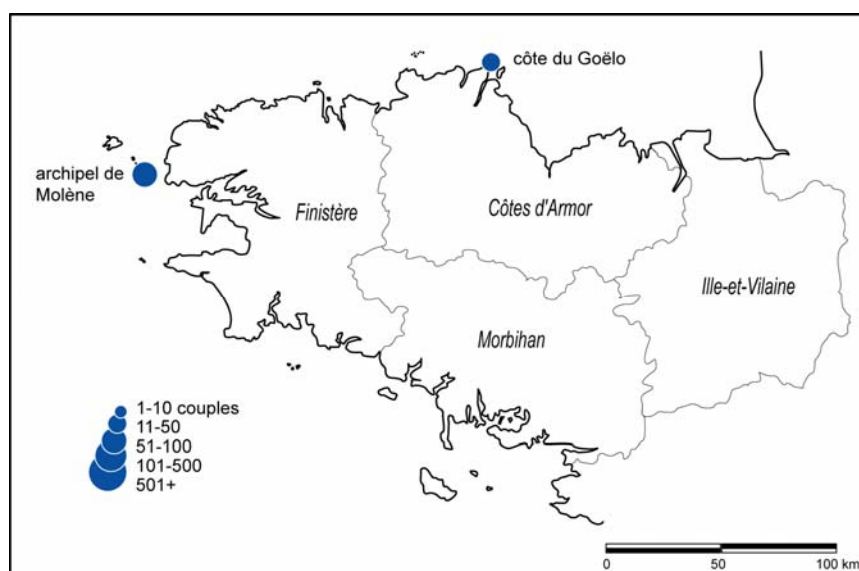 côte du Goëlo
archipel de
Molène
Finistère
Côtes d'Armor
Ille-et-Vilaine
Morbihan
1-10 couples
11-50
51-100
101-500
501+
0 50 100 km